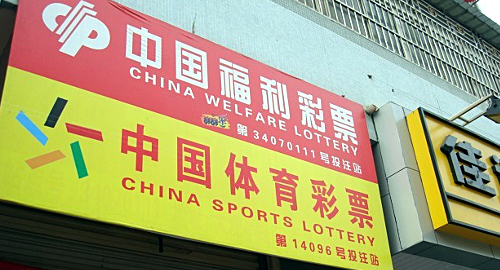 中国福利彩票
CHINA WELFARE LOTTERY
第 34070111 号投注站
中国体育彩票
CHINA SPORTS LOTTERY
第 14096 号投注站
佳